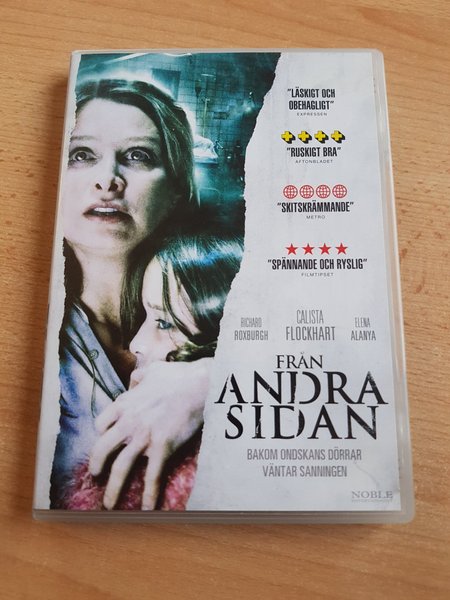 "LÄSKIGT OCH
OBEHAGLIGT"
EXPRESSEN
"RUSKIGT BRA"
AFTONBLADET
"SKITSKRÄMMANDE"
METRO
"SPÄNNANDE OCH RYSLIG"
FILMTIPSET
RICHARD ROXBURGH
CALISTA FLOCKHART
ELENA ALANYA
FRÅN
ANDRA
SIDAN
BAKOM ONDSKANS DÖRRAR
VÄNTAR SANNINGEN
NOBLE